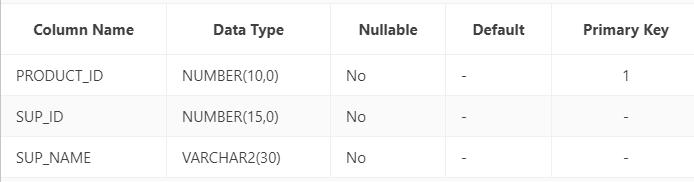 Column Name Data Type Nullable Default Primary Key
PRODUCT_ID NUMBER(10,0) No - 1
SUP_ID NUMBER(15,0) No - -
SUP_NAME VARCHAR2(30) No - -